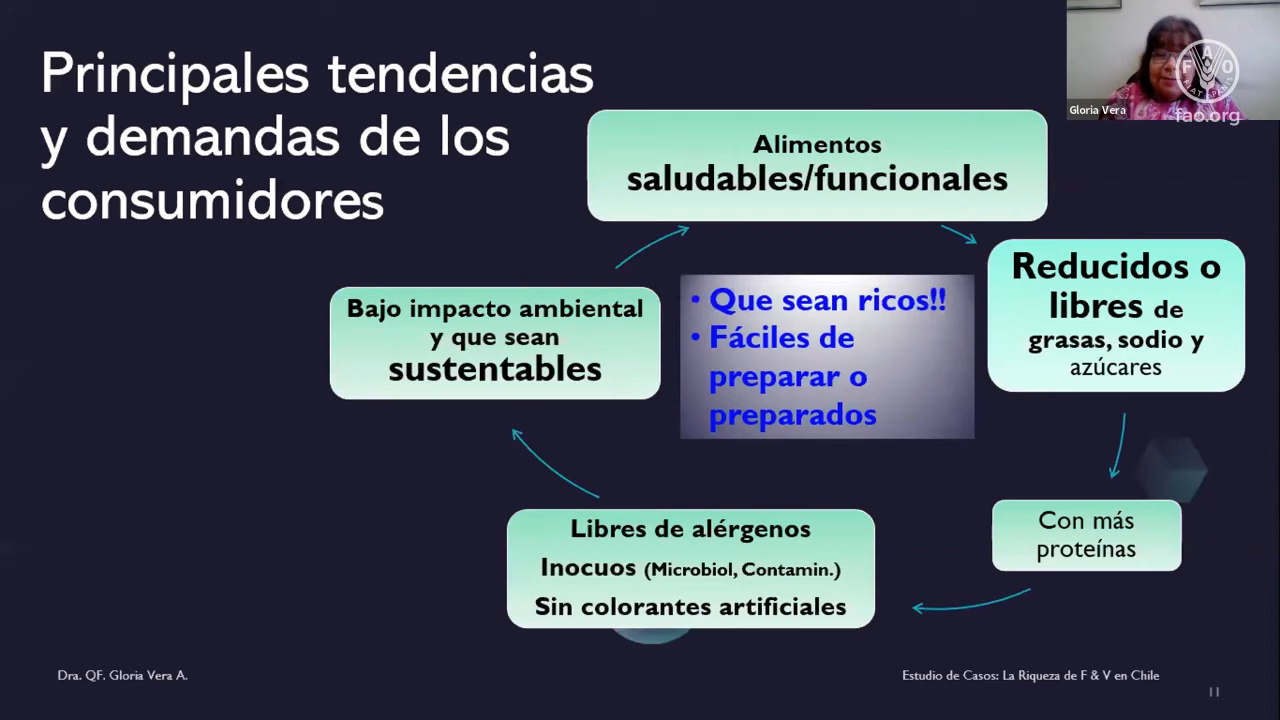 Principales tendencias
y demandas de los
consumidores
Gloria Vera
FAO
FIAT PANIS
fao.org
Alimentos
saludables/funcionales
Reducidos o
libres de
grasas, sodio y
azúcares
Con más
proteínas
Libres de alérgenos
Inocuos (Microbiol, Contamin.)
Sin colorantes artificiales
Bajo impacto ambiental
y que sean
sustentables
• Que sean ricos!!
• Fáciles de
preparar o
preparados
Dra. QF. Gloria Vera A.
Estudio de Casos: La Riqueza de F & V en Chile
11